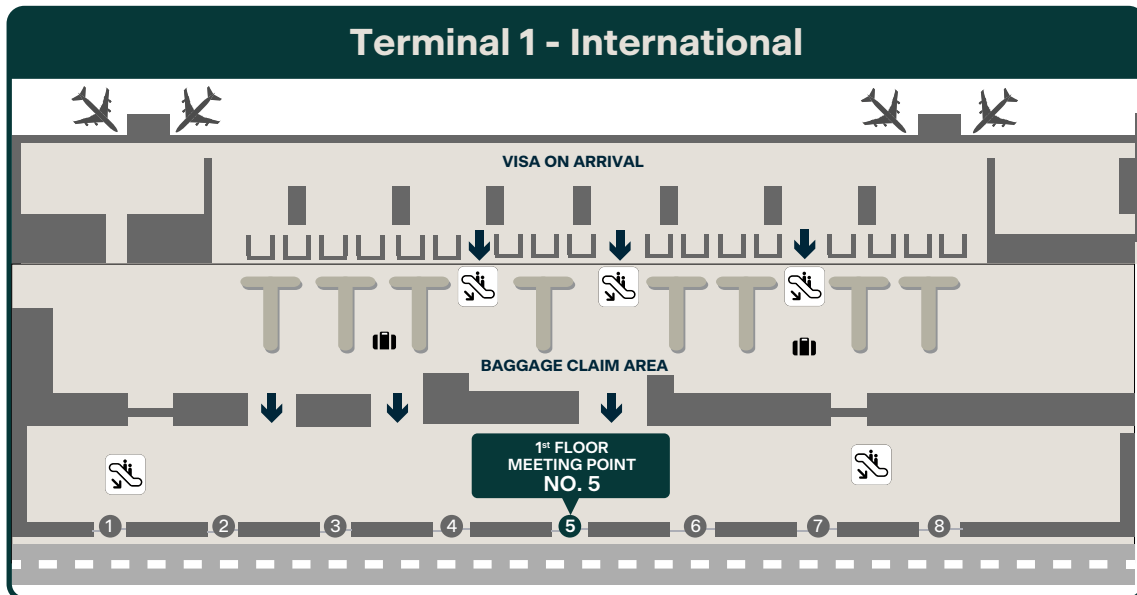 Terminal 1 - International
VISA ON ARRIVAL
BAGGAGE CLAIM AREA
1st FLOOR
MEETING POINT
NO. 5
1 2 3 4 5 6 7 8